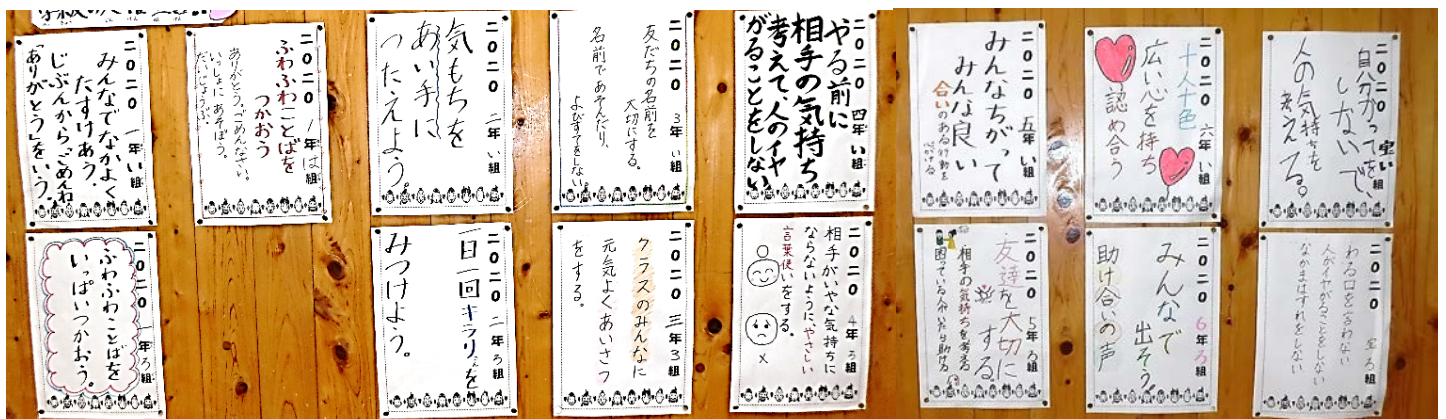 二〇二〇 一年い組
みんなでなかよく
たすけあう。
じぶんから「ごめんね
「ありがとう」をいう。
二〇二〇 1年は組
ふわふわことばを
つかおう
ありがとう。ごめんなさい。
いっしょにあそぼう。
だいじょうぶ。
二〇二〇 二年い組
気もちを
あい手に
つたえよう。
二〇二〇 3年い組
友だちの名前を
大切にする。
名前であそんだり、
よびすてをしない。
二〇二〇 四年い組
やる前に
相手の気持ち
考えて、人のイヤ
がることをしない
二〇二〇 五年い組
みんなちがって
みんな良い
合いのある行動を
心がける
二〇二〇 六年い組
十人十色
広い心を持ち
認め合う
二〇二〇 宝い組
自分かってを
しないで、
人の気持ちを
考える。
二〇二〇 一年ろ組
ふわふわことばを
いっぱいつかおう。
二〇二〇 二年ろ組
一日一回キラリを
みつけよう。
二〇二〇 三年ろ組
クラスのみんなに
元気よくあいさつ
をする。
二〇二〇 4年ろ組
相手がいやな気持ちに
ならないように、やさしい
言葉使いをする。
×
二〇二〇 5年ろ組
友達を大切に
する。
相手の気持ちを考える
困っている人がいたら助ける
二〇二〇 6年ろ組
みんなで
出そう。
助け合いの声
二〇二〇 宝ろ組
わる口を言わない
人がイヤがることをしない
なかまはずれをしない